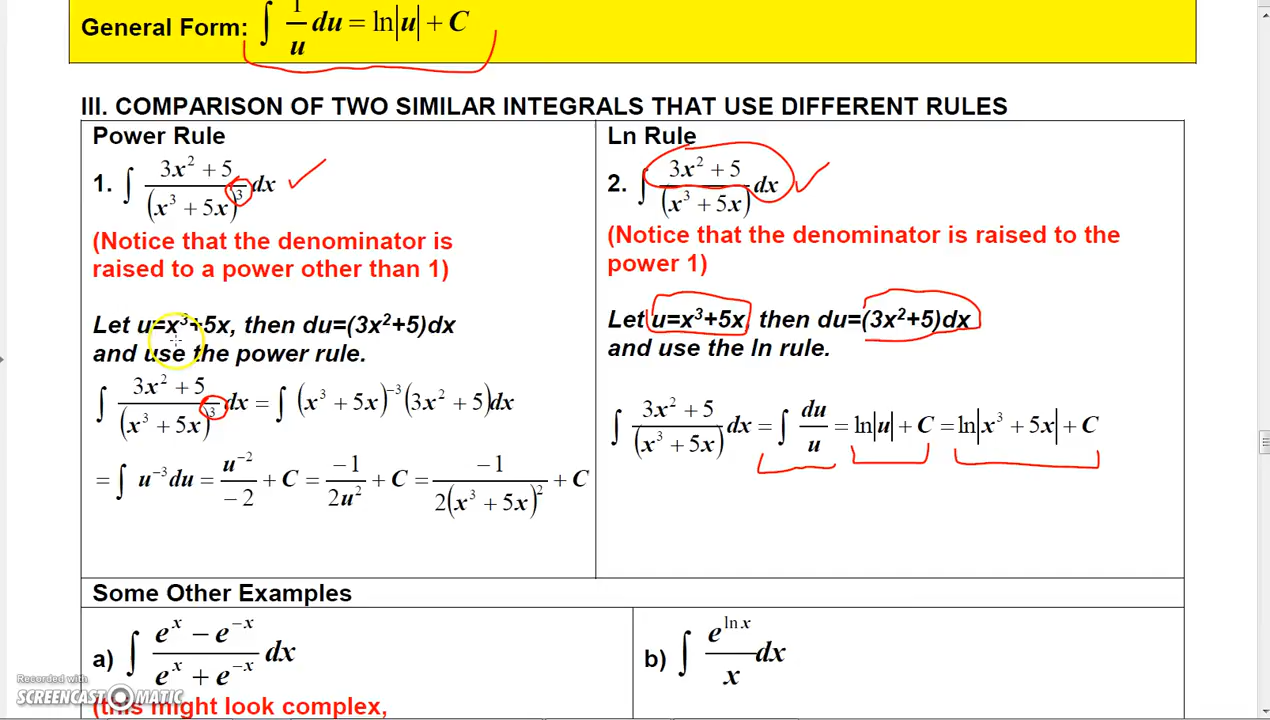 General Form: ∫ 1/u du = ln|u| + C
III. COMPARISON OF TWO SIMILAR INTEGRALS THAT USE DIFFERENT RULES
Power Rule
1. ∫ (3x² + 5)/(x³ + 5x)³ dx
(Notice that the denominator is
raised to a power other than 1)
Let u=x³+5x, then du=(3x²+5)dx
and use the power rule.
∫ (3x² + 5)/(x³ + 5x)³ dx = ∫ (x³ + 5x)⁻³ (3x² + 5)dx
= ∫ u⁻³du = u⁻²/−2 + C = −1/2u² + C = −1/2(x³ + 5x)² + C
Ln Rule
2. ∫ (3x² + 5)/(x³ + 5x) dx
(Notice that the denominator is raised to the
power 1)
Let u=x³+5x, then du=(3x²+5)dx
and use the ln rule.
∫ (3x² + 5)/(x³ + 5x) dx = ∫ du/u = ln|u| + C = ln|x³ + 5x| + C
Some Other Examples
a) ∫ (eˣ − e⁻ˣ)/(eˣ + e⁻ˣ) dx
(this might look complex,
b) ∫ e^(ln x)/x dx
Recorded with
SCREENCAST MATIC